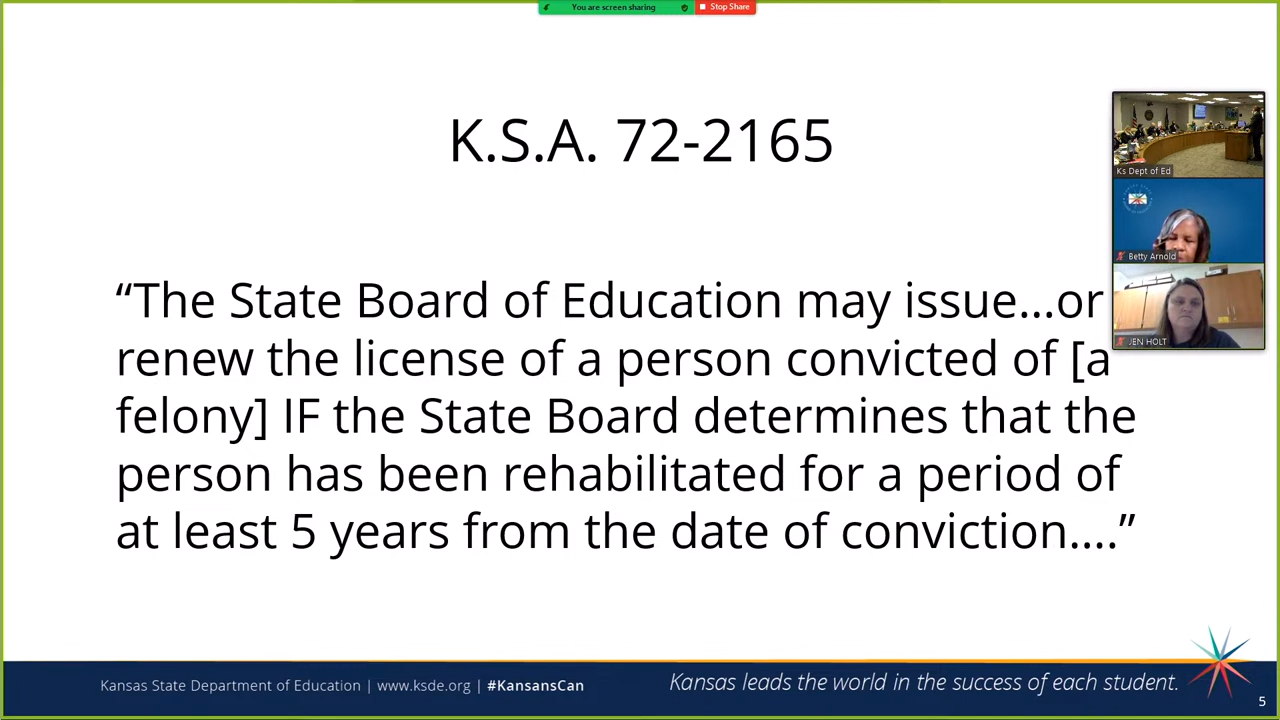 You are screen sharing
Stop Share
K.S.A. 72-2165
Ks Dept of Ed
Betty Arnold
JEN HOLT
“The State Board of Education may issue...or
renew the license of a person convicted of [a
felony] IF the State Board determines that the
person has been rehabilitated for a period of
at least 5 years from the date of conviction....”
Kansas State Department of Education | www.ksde.org | #KansansCan
Kansas leads the world in the success of each student.
5